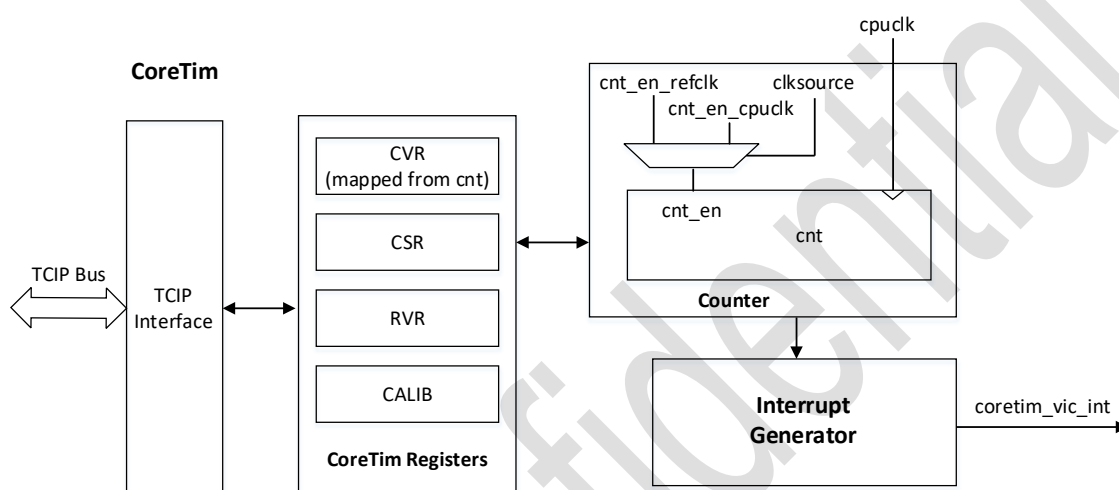 cpuclk
CoreTim
cnt_en_refclk
clksource
cnt_en_cpuclk
CVR
(mapped from cnt)
cnt_en
cnt
CSR
TCIP Bus
TCIP
Interface
RVR
Counter
CALIB
Interrupt
Generator
coretim_vic_int
CoreTim Registers
fidential